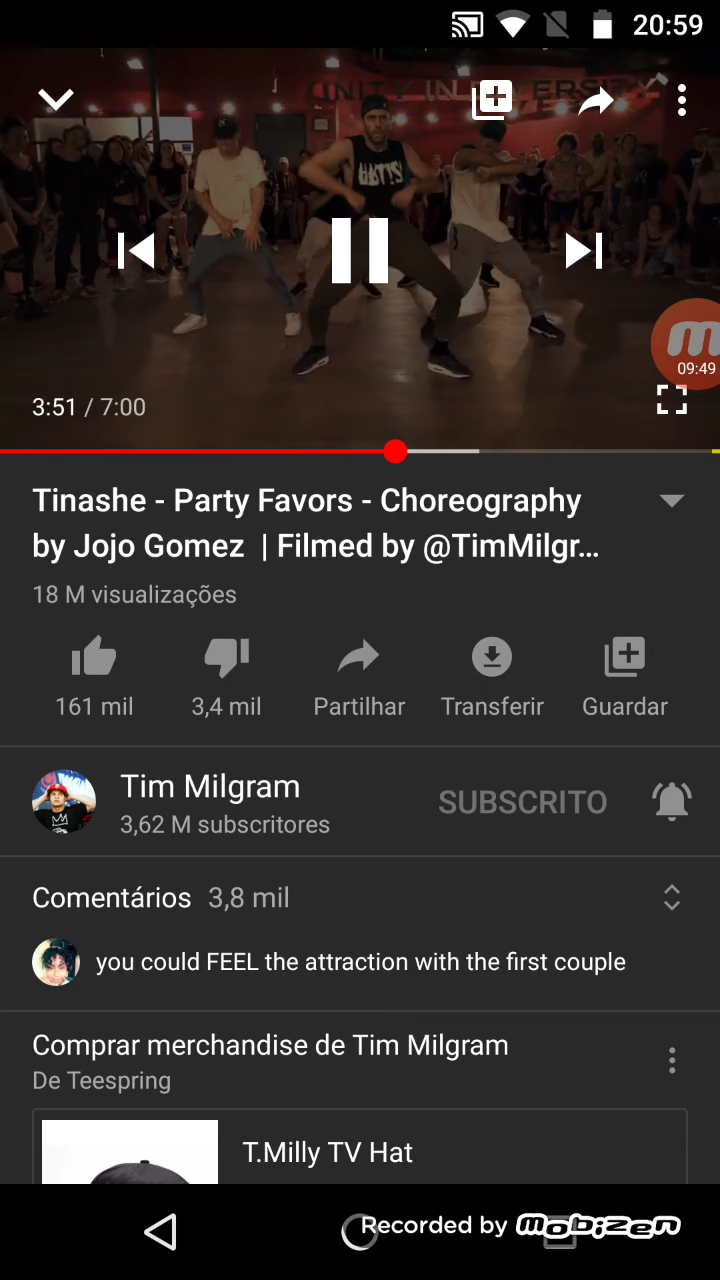 20:59
UNITY IN DIVERSITY
3:51 / 7:00
09:49
Tinashe - Party Favors - Choreography
by Jojo Gomez | Filmed by @TimMilgr...
18 M visualizações
161 mil
3,4 mil
Partilhar
Transferir
Guardar
Tim Milgram
3,62 M subscritores
SUBSCRITO
Comentários 3,8 mil
you could FEEL the attraction with the first couple
Comprar merchandise de Tim Milgram
De Teespring
T.Milly TV Hat
Recorded by mobizen